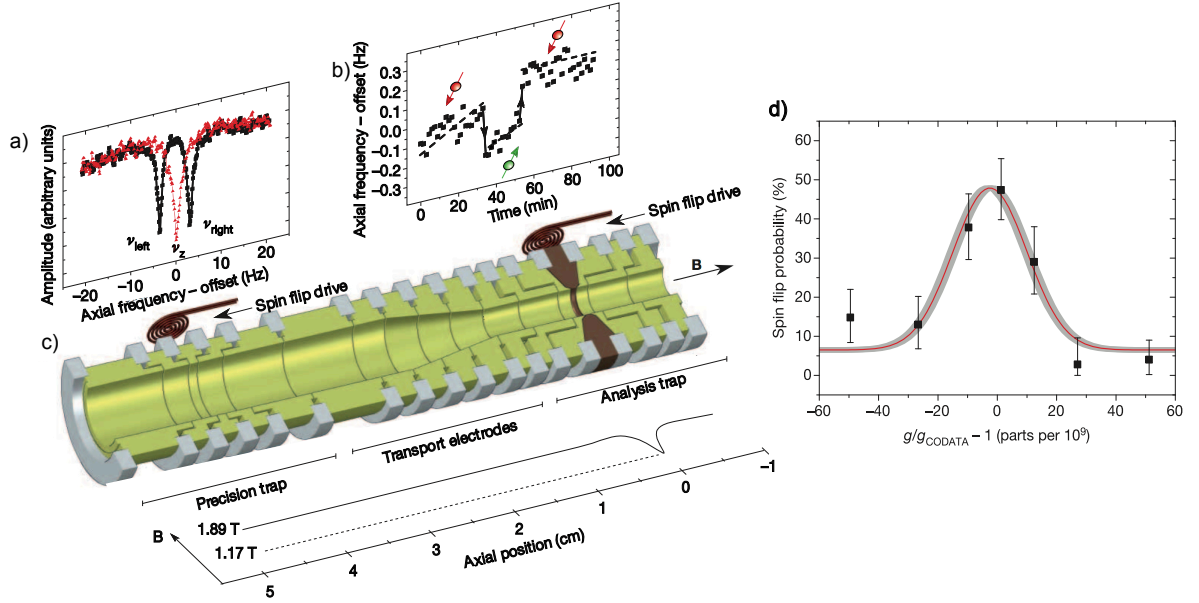 a)
Amplitude (arbitrary units)
ν_left
ν_z
ν_right
−20 −10 0 10 20
Axial frequency – offset (Hz)
b)
Axial frequency – offset (Hz)
0.3
0.2
0.1
0.0
−0.1
−0.2
−0.3
0 20 40 60 80 100
Time (min)
c)
Spin flip drive
Spin flip drive
B
Precision trap
Transport electrodes
Analysis trap
1.89 T
1.17 T
B
5 4 3 2 1 0 −1
Axial position (cm)
d)
Spin flip probability (%)
60
50
40
30
20
10
0
−60 −40 −20 0 20 40 60
g/g_CODATA – 1 (parts per 10⁹)